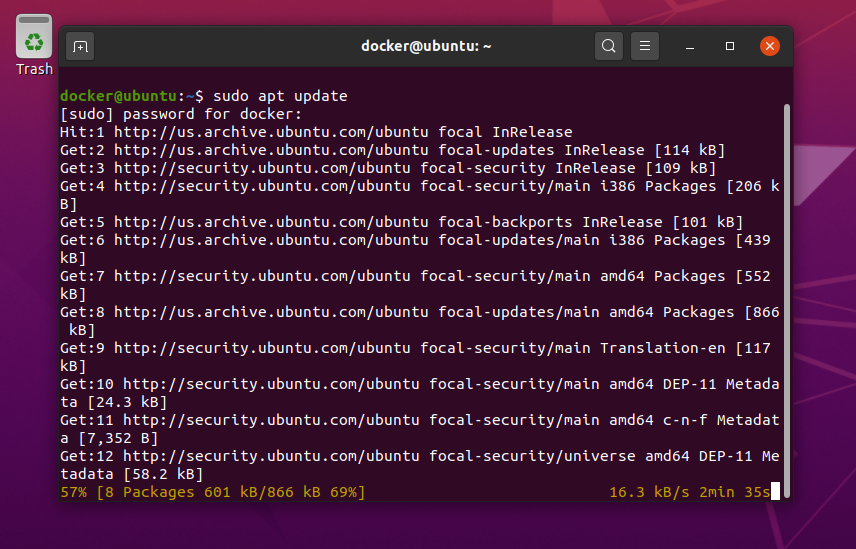 Trash
docker@ubuntu: ~
docker@ubuntu:~$ sudo apt update
[sudo] password for docker:
Hit:1 http://us.archive.ubuntu.com/ubuntu focal InRelease
Get:2 http://us.archive.ubuntu.com/ubuntu focal-updates InRelease [114 kB]
Get:3 http://security.ubuntu.com/ubuntu focal-security InRelease [109 kB]
Get:4 http://security.ubuntu.com/ubuntu focal-security/main i386 Packages [206 k
B]
Get:5 http://us.archive.ubuntu.com/ubuntu focal-backports InRelease [101 kB]
Get:6 http://us.archive.ubuntu.com/ubuntu focal-updates/main i386 Packages [439
kB]
Get:7 http://security.ubuntu.com/ubuntu focal-security/main amd64 Packages [552
kB]
Get:8 http://us.archive.ubuntu.com/ubuntu focal-updates/main amd64 Packages [866
 kB]
Get:9 http://security.ubuntu.com/ubuntu focal-security/main Translation-en [117
kB]
Get:10 http://security.ubuntu.com/ubuntu focal-security/main amd64 DEP-11 Metada
ta [24.3 kB]
Get:11 http://security.ubuntu.com/ubuntu focal-security/main amd64 c-n-f Metadat
a [7,352 B]
Get:12 http://security.ubuntu.com/ubuntu focal-security/universe amd64 DEP-11 Me
tadata [58.2 kB]
57% [8 Packages 601 kB/866 kB 69%] 16.3 kB/s 2min 35s